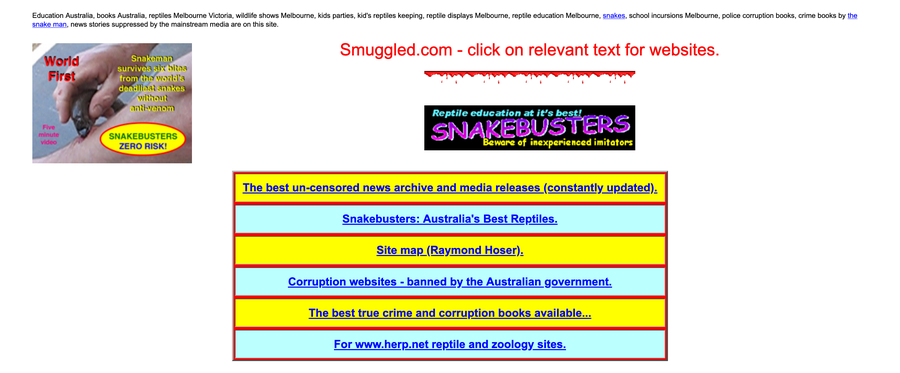 Education Australia, books Australia, reptiles Melbourne Victoria, wildlife shows Melbourne, kids parties, kid's reptiles keeping, reptile displays Melbourne, reptile education Melbourne, snakes, school incursions Melbourne, police corruption books, crime books by the
snake man, news stories suppressed by the mainstream media are on this site.
World
First
Snakeman
survives six bites
from the world's
deadliest snakes
without
anti-venom
Five
minute
video
SNAKEBUSTERS
ZERO RISK!
Smuggled.com - click on relevant text for websites.
Reptile education at it's best!
SNAKEBUSTERS
Beware of inexperienced imitators
The best un-censored news archive and media releases (constantly updated).
Snakebusters: Australia's Best Reptiles.
Site map (Raymond Hoser).
Corruption websites - banned by the Australian government.
The best true crime and corruption books available...
For www.herp.net reptile and zoology sites.